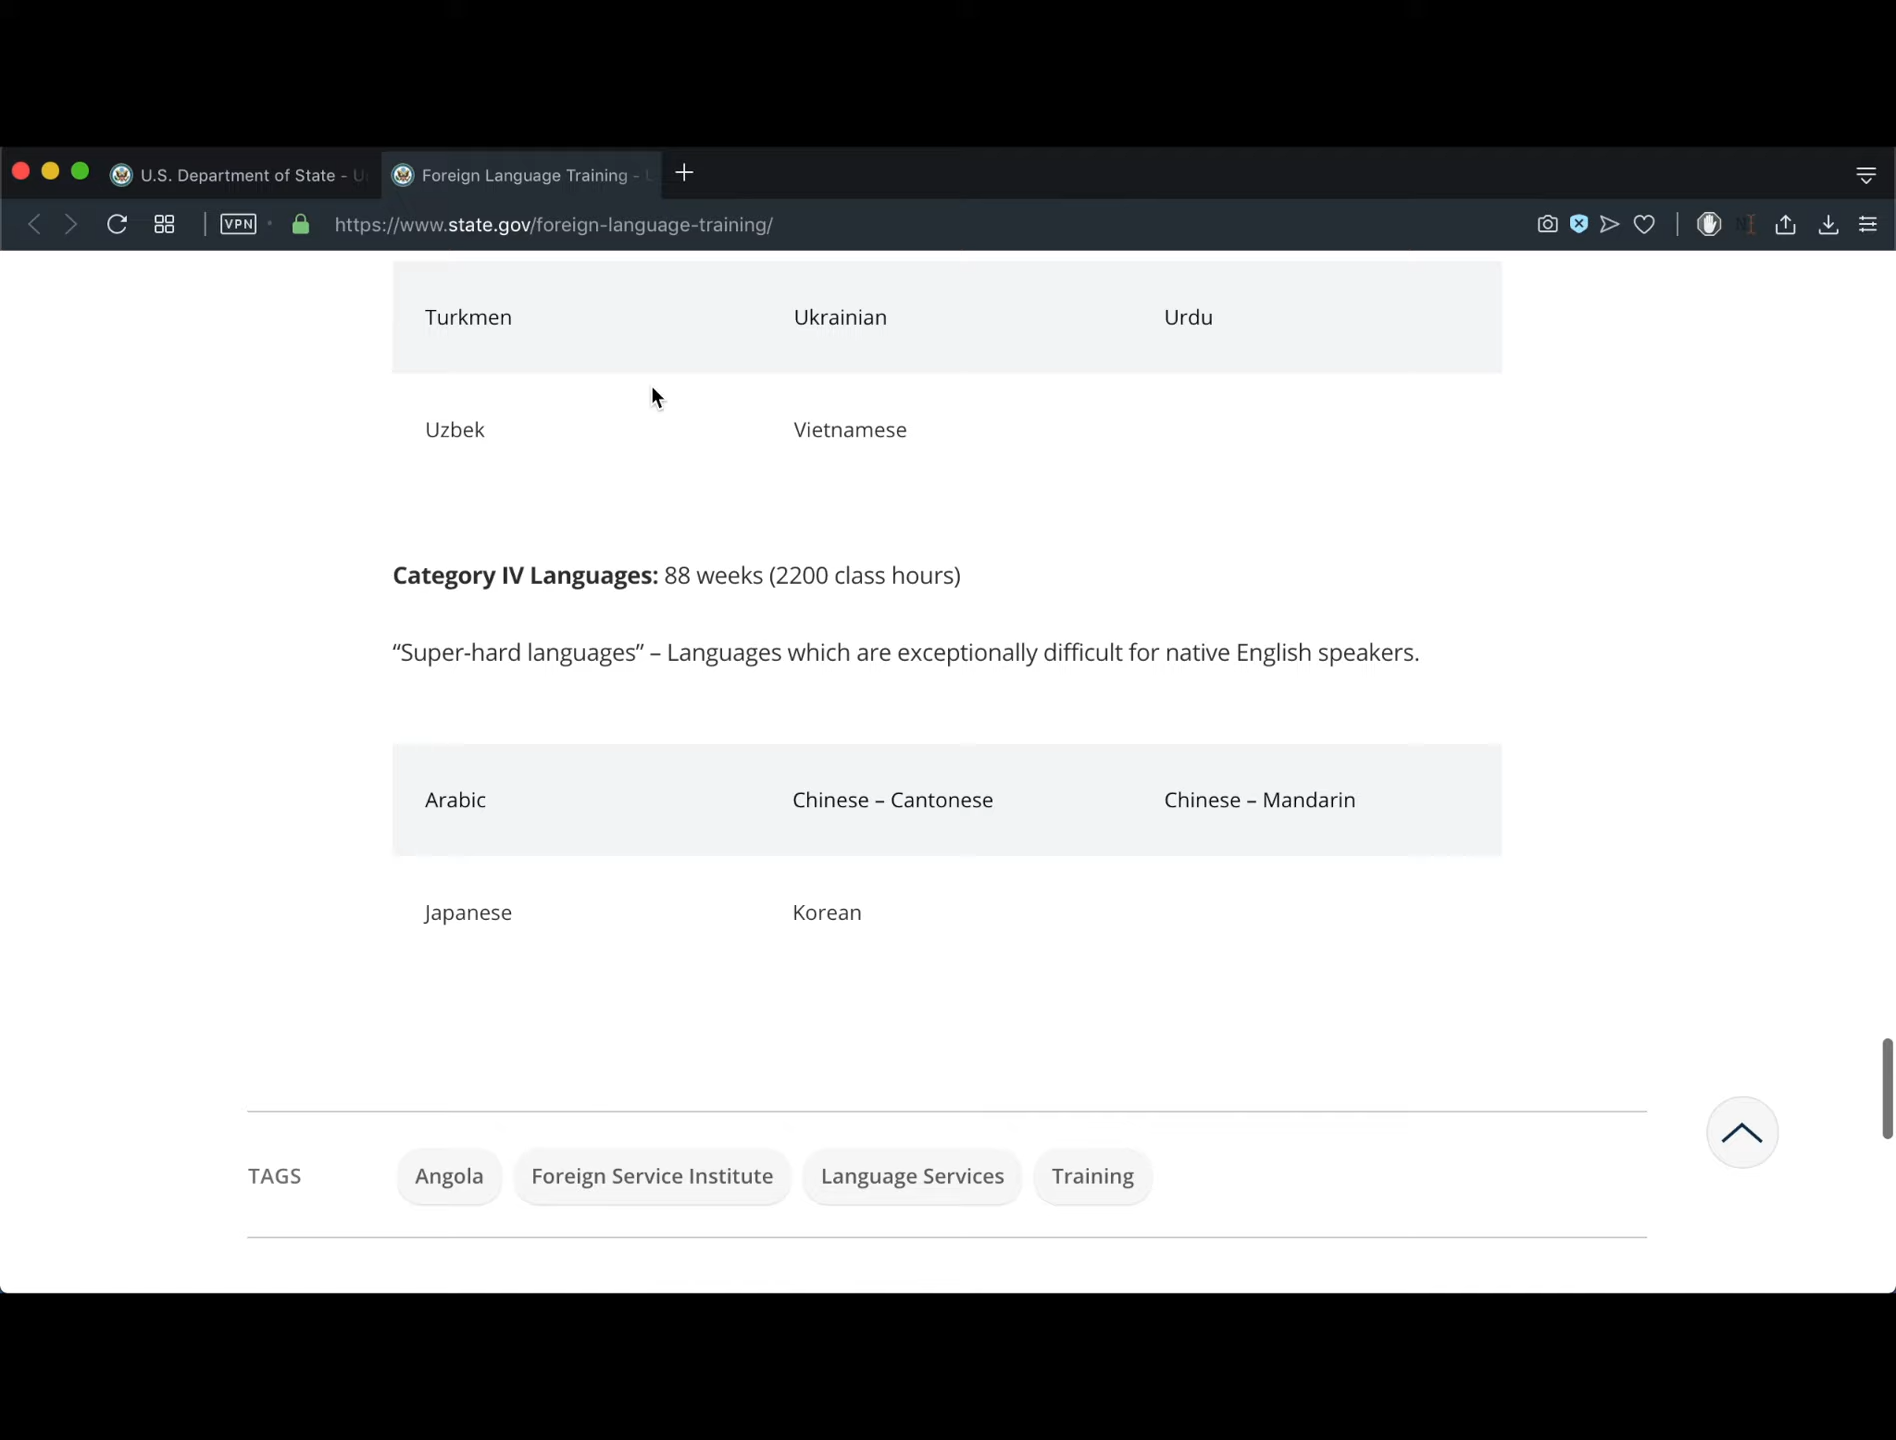 U.S. Department of State - U
Foreign Language Training -
VPN
https://www.state.gov/foreign-language-training/
Turkmen Ukrainian Urdu
Uzbek Vietnamese
Category IV Languages: 88 weeks (2200 class hours)
“Super-hard languages” – Languages which are exceptionally difficult for native English speakers.
Arabic Chinese – Cantonese Chinese – Mandarin
Japanese Korean
TAGS Angola Foreign Service Institute Language Services Training